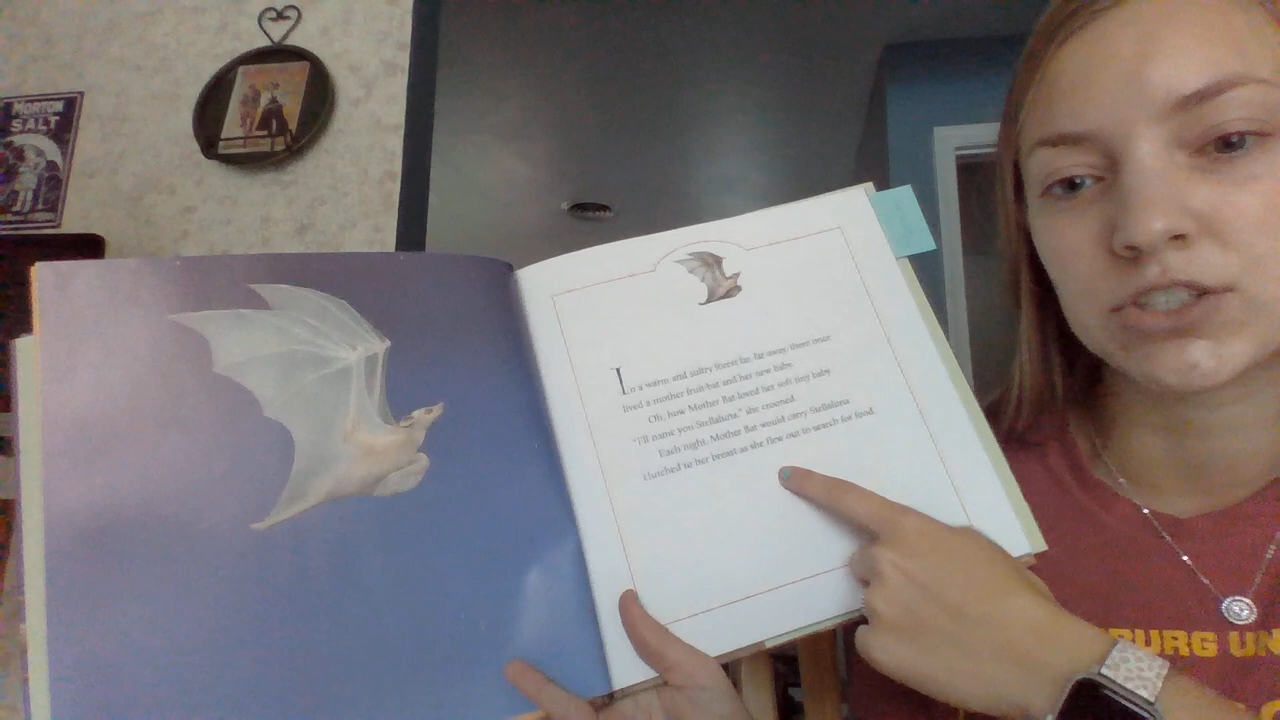 MORTON
SALT
In a warm and sultry forest far, far away, there once
lived a mother fruit bat and her new baby.
Oh, how Mother Bat loved her soft tiny baby.
"I'll name you Stellaluna," she crooned.
Each night, Mother Bat would carry Stellaluna
clutched to her breast as she flew out to search for food.
BURG UN